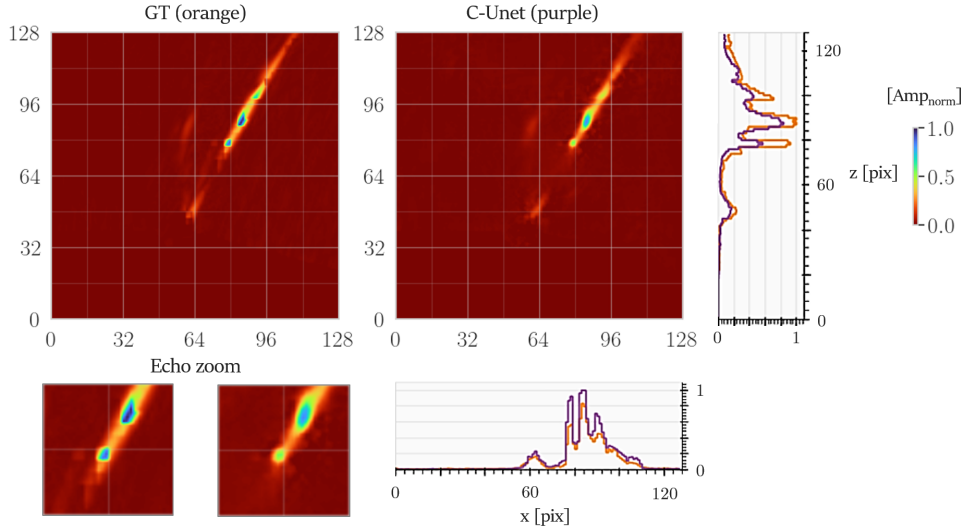 GT (orange)
C-Unet (purple)
128
96
64
32
0
0 32 64 96 128
128
96
64
32
0
0 32 64 96 128
120
60
0
z [pix]
0 1
[Ampnorm]
1.0
0.5
0.0
Echo zoom
1
0
0 60 120
x [pix]